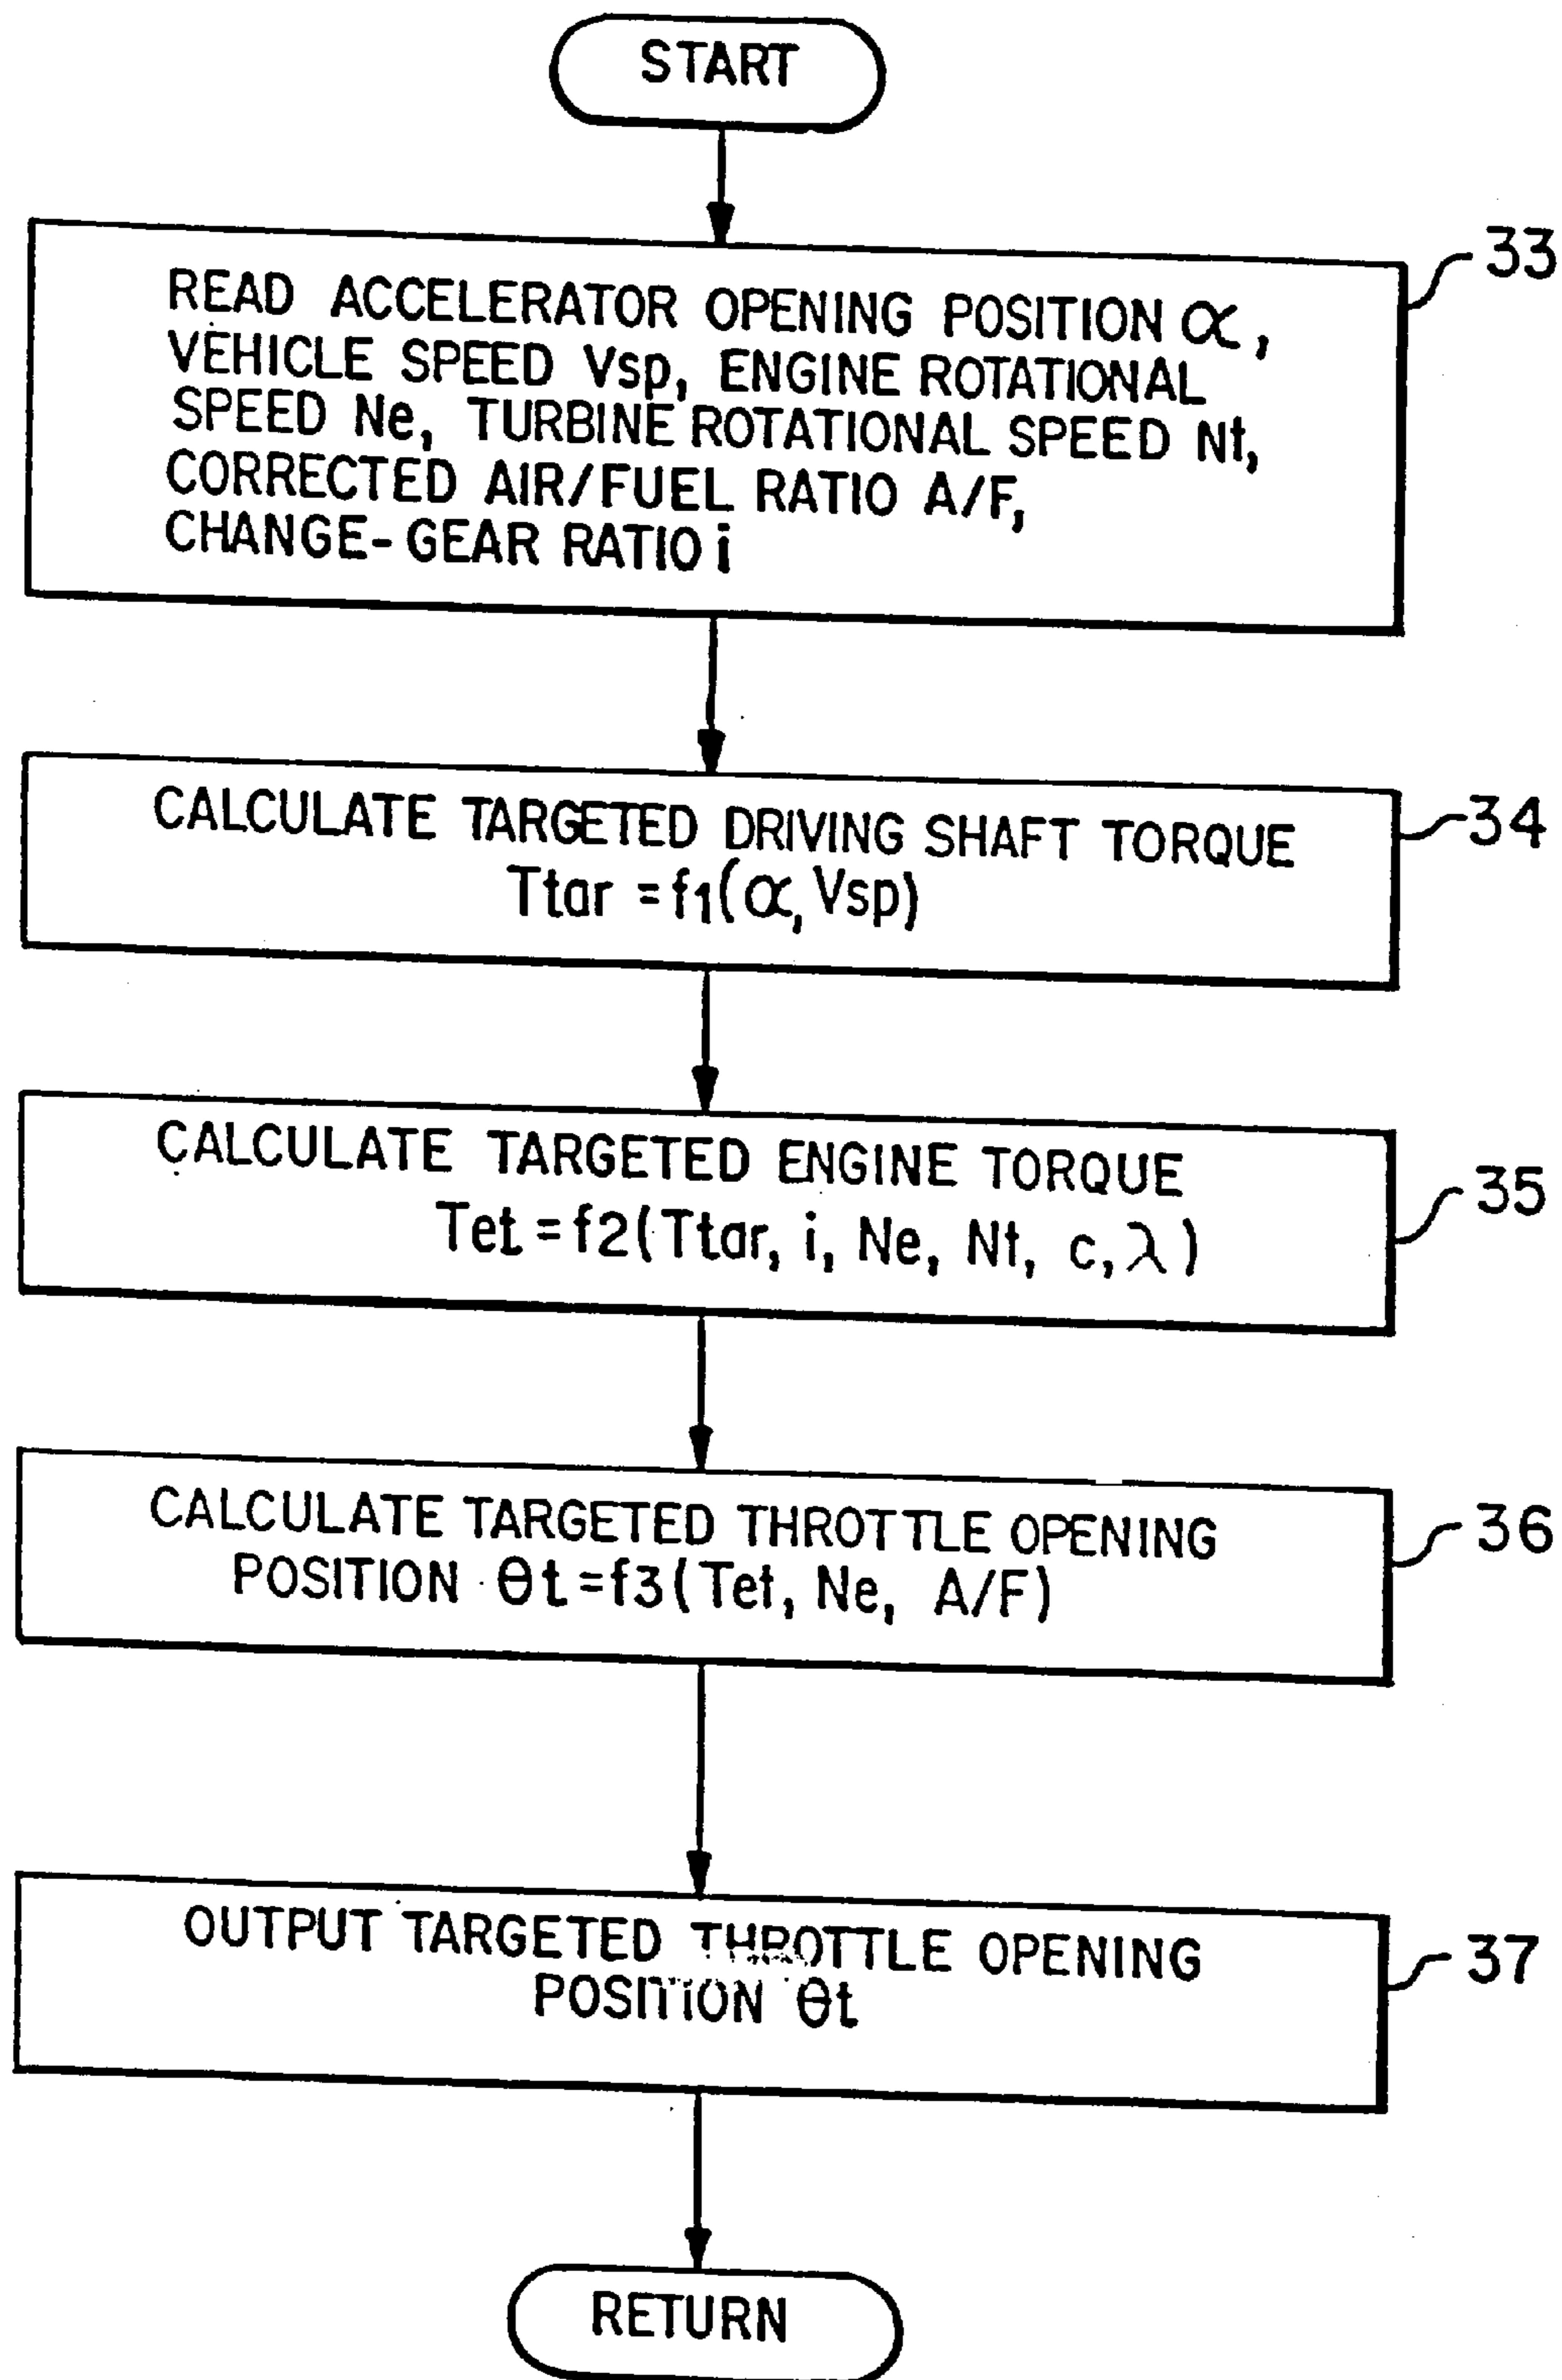 START
33
READ ACCELERATOR OPENING POSITION α,
VEHICLE SPEED Vsp, ENGINE ROTATIONAL
SPEED Ne, TURBINE ROTATIONAL SPEED Nt,
CORRECTED AIR/FUEL RATIO A/F,
CHANGE-GEAR RATIO i
34
CALCULATE TARGETED DRIVING SHAFT TORQUE
Ttar = f1(α, Vsp)
35
CALCULATE TARGETED ENGINE TORQUE
Tet = f2(Ttar, i, Ne, Nt, c, λ)
36
CALCULATE TARGETED THROTTLE OPENING
POSITION θt = f3(Tet, Ne, A/F)
37
OUTPUT TARGETED THROTTLE OPENING
POSITION θt
RETURN